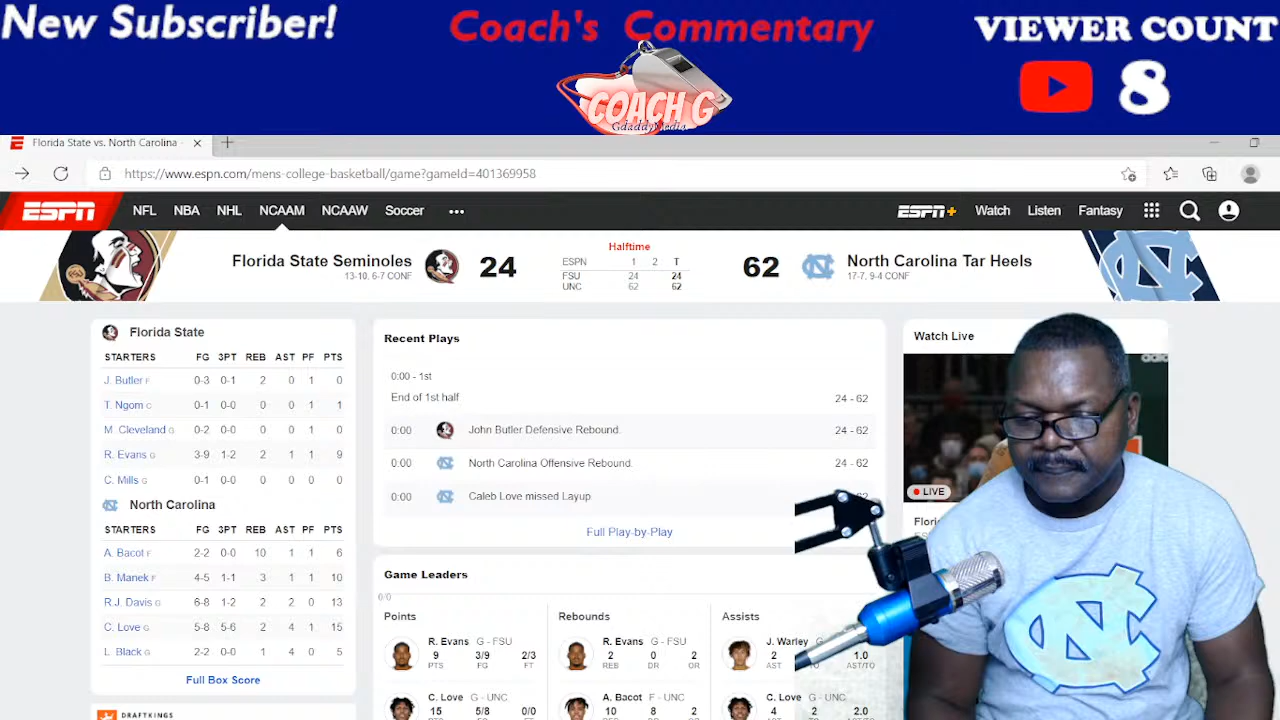 New Subscriber!
Coach's Commentary
VIEWER COUNT
COACH G
GdaddyMedia
8
Florida State vs. North Carolina
https://www.espn.com/mens-college-basketball/game?gameId=401369958
ESPN
NFL NBA NHL NCAAM NCAAW Soccer ...
ESPN+ Watch Listen Fantasy
Florida State Seminoles
13-10, 6-7 CONF
24
Halftime
ESPN 1 2 T
FSU 24 24
UNC 62 62
62
North Carolina Tar Heels
17-7, 9-4 CONF
Florida State
STARTERS FG 3PT REB AST PF PTS
J. Butler F 0-3 0-1 2 0 1 0
T. Ngom C 0-1 0-0 0 0 1 1
M. Cleveland G 0-2 0-0 0 1 0
R. Evans G 3-9 1-2 2 1 1 9
C. Mills G 0-1 0-0 0 0 0 0
North Carolina
STARTERS FG 3PT REB AST PF PTS
A. Bacot F 2-2 0-0 10 1 1 6
B. Manek F 4-5 1-1 3 1 1 10
R.J. Davis G 6-8 1-2 2 2 0 13
C. Love G 5-8 5-6 2 4 1 15
L. Black G 2-2 0-0 1 4 0 5
Full Box Score
DRAFTKINGS
Recent Plays
0:00 - 1st
End of 1st half 24 - 62
0:00 John Butler Defensive Rebound. 24 - 62
0:00 North Carolina Offensive Rebound. 24 - 62
0:00 Caleb Love missed Layup.
Full Play-by-Play
Game Leaders
0/0
Points
R. Evans G - FSU
9 3/9 2/3
PTS FG FT
C. Love G - UNC
15 5/8 0/0
Rebounds
R. Evans G - FSU
2 0 2
REB DR OR
A. Bacot F - UNC
10 8 2
Assists
J. Warley G
2 1.0
AST TO AST/TO
C. Love G - UNC
4 2 2.0
Watch Live
LIVE
NC